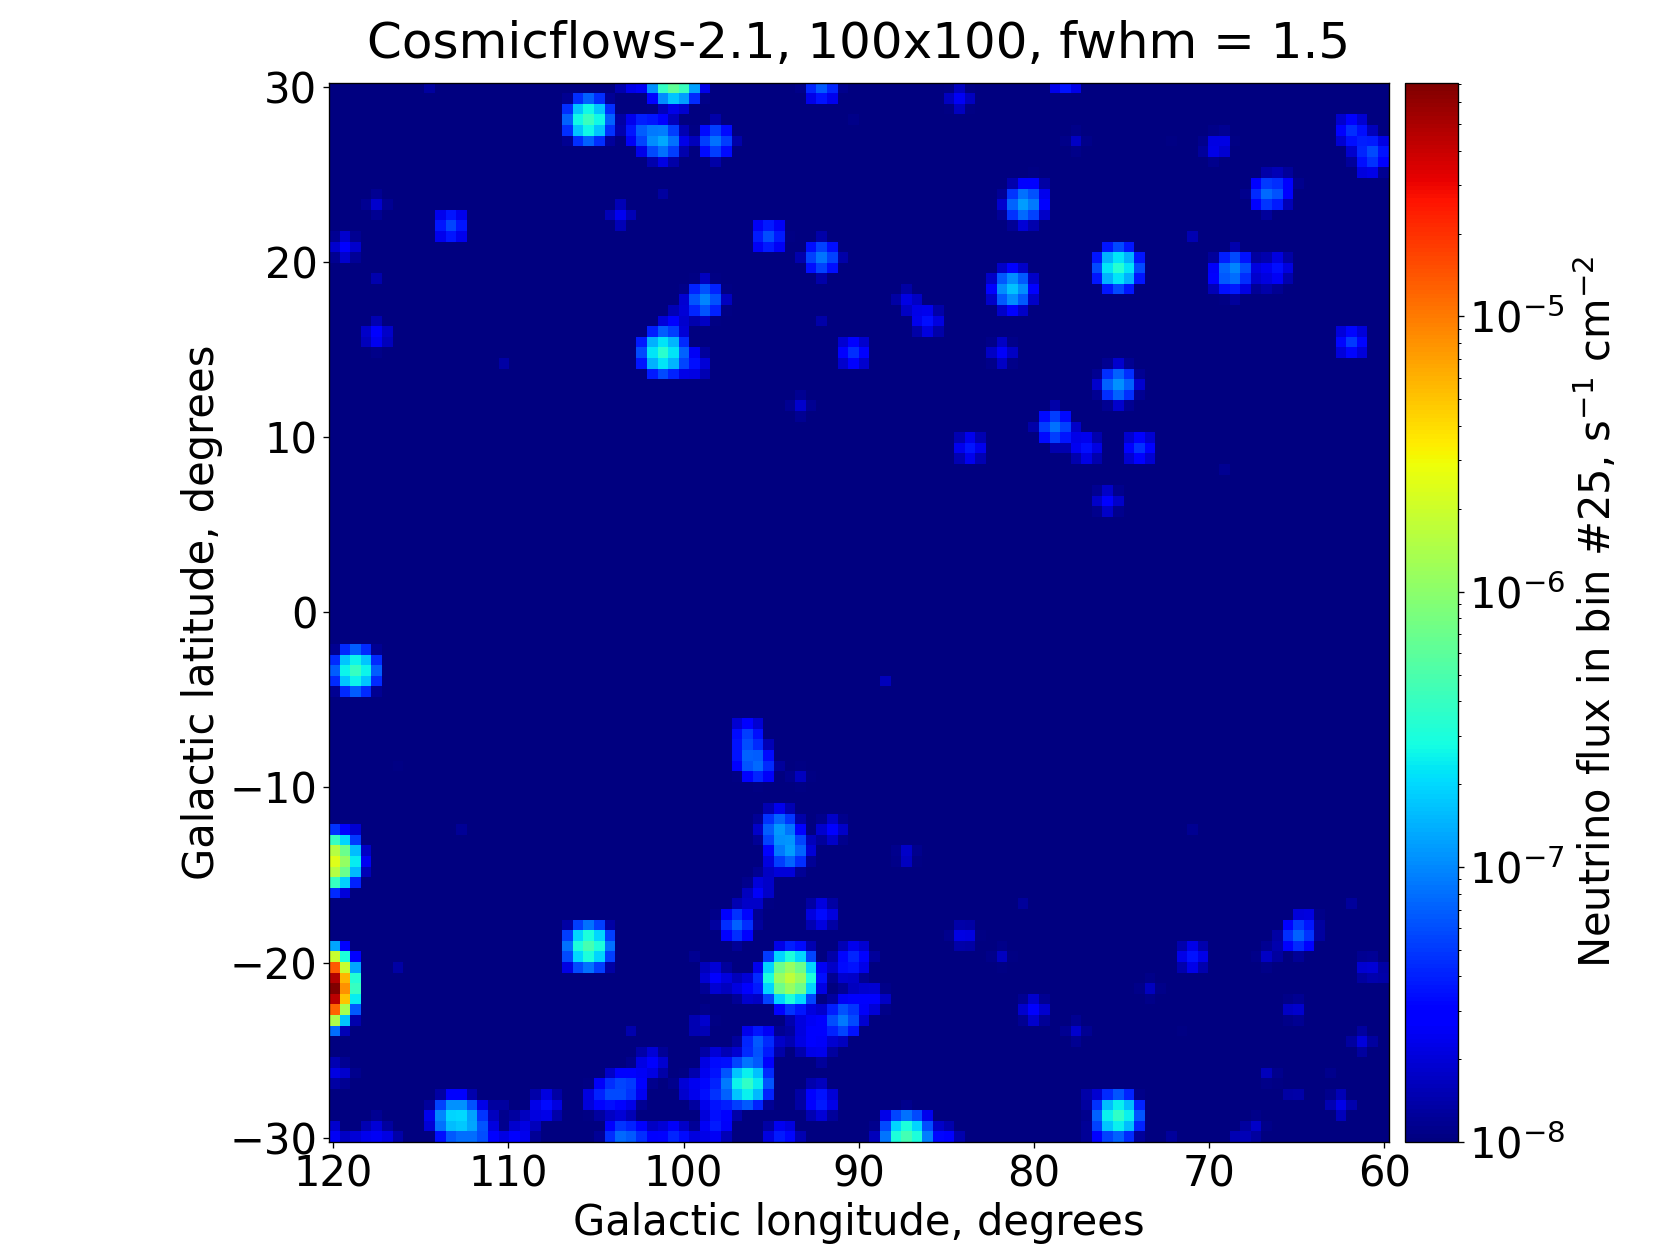 Cosmicflows-2.1, 100x100, fwhm = 1.5
30
20
10
0
−10
−20
−30
Galactic latitude, degrees
120 110 100 90 80 70 60
Galactic longitude, degrees
10⁻⁵
10⁻⁶
10⁻⁷
10⁻⁸
Neutrino flux in bin #25, s⁻¹ cm⁻²